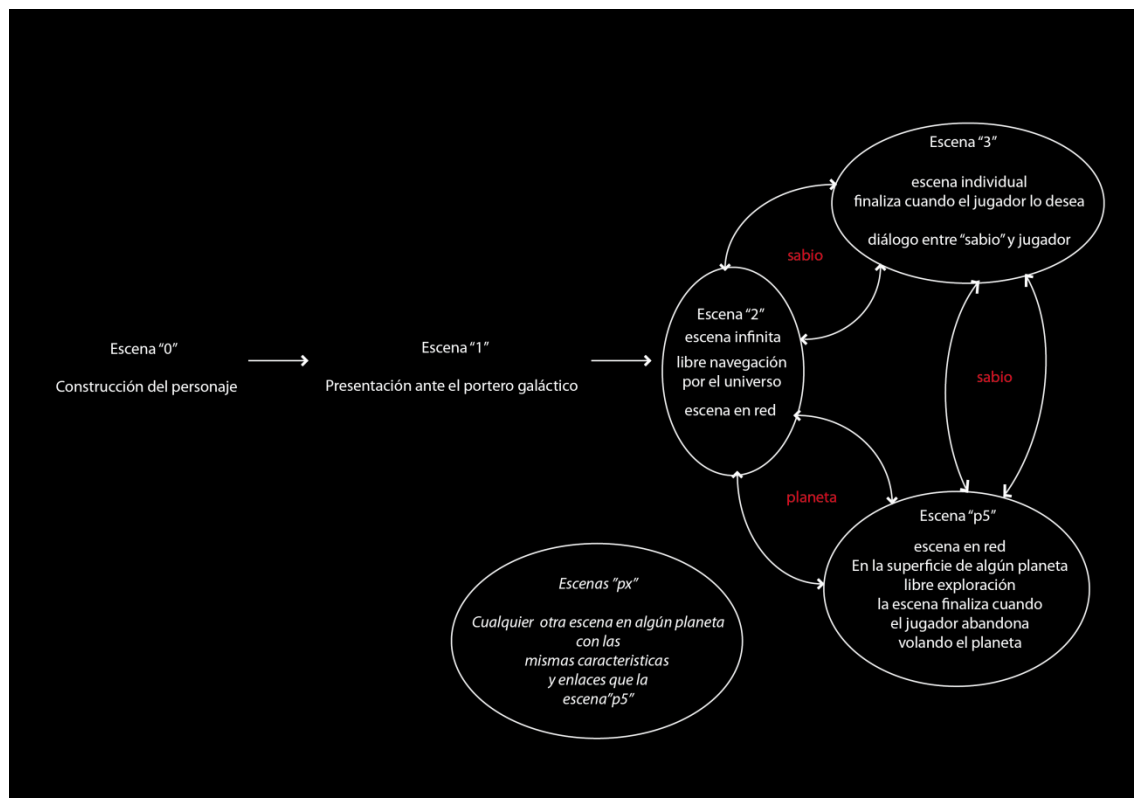 Escena “0”
Construcción del personaje
Escena “1”
Presentación ante el portero galáctico
Escena “2”
escena infinita
libre navegación
por el universo
escena en red
sabio
Escena “3”
escena individual
finaliza cuando el jugador lo desea
diálogo entre “sabio” y jugador
sabio
planeta
Escena “p5”
escena en red
En la superficie de algún planeta
libre exploración
la escena finaliza cuando
el jugador abandona
volando el planeta
Escenas ”px”
Cualquier otra escena en algún planeta
con las
mismas caracteristicas
y enlaces que la
escena”p5”